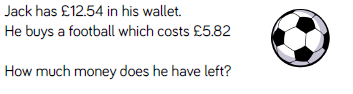 Jack has £12.54 in his wallet.
He buys a football which costs £5.82
How much money does he have left?